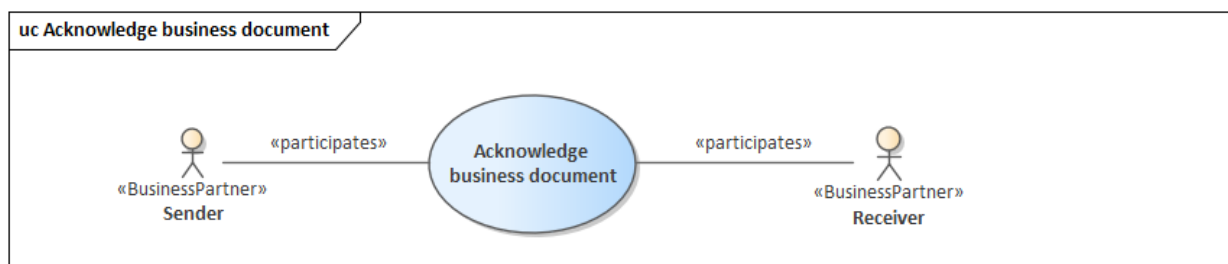 uc Acknowledge business document
«participates»
«participates»
Acknowledge
business document
«BusinessPartner»
Sender
«BusinessPartner»
Receiver